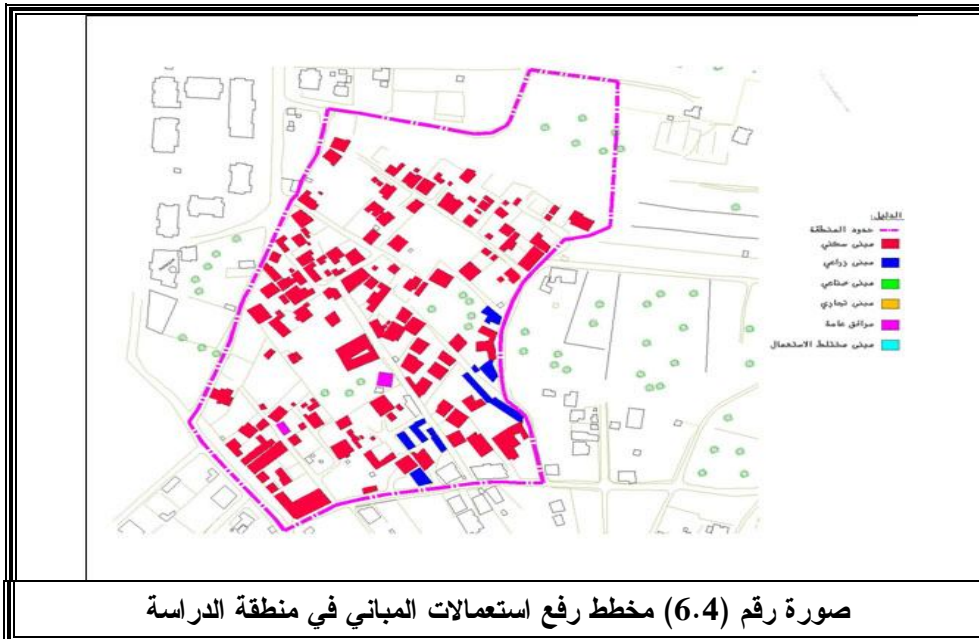 الدليل:
حدود المنطقة
مبنى سكني
مبنى زراعي
مبنى صناعي
مبنى تجاري
مرافق عامة
مبنى مختلط الاستعمال
صورة رقم (6.4) مخطط رفع استعمالات المباني في منطقة الدراسة